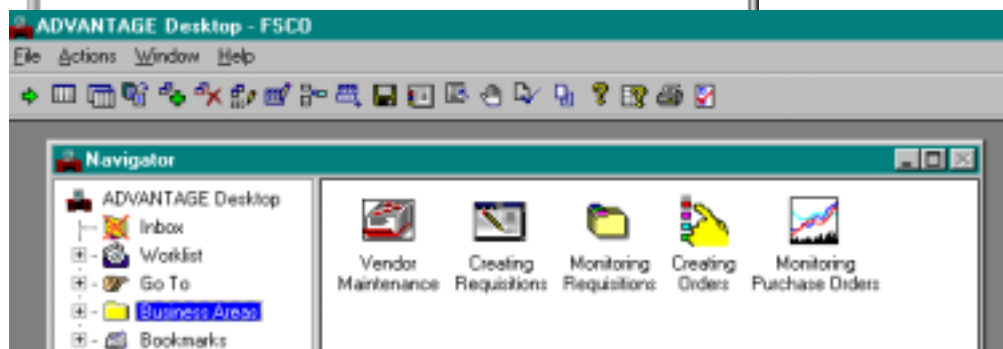 ADVANTAGE Desktop - FSCO
File Actions Window Help
Navigator
ADVANTAGE Desktop
Inbox
Worklist
Go To
Business Areas
Bookmarks
Vendor Maintenance
Creating Requisitions
Monitoring Requisitions
Creating Orders
Monitoring Purchase Orders